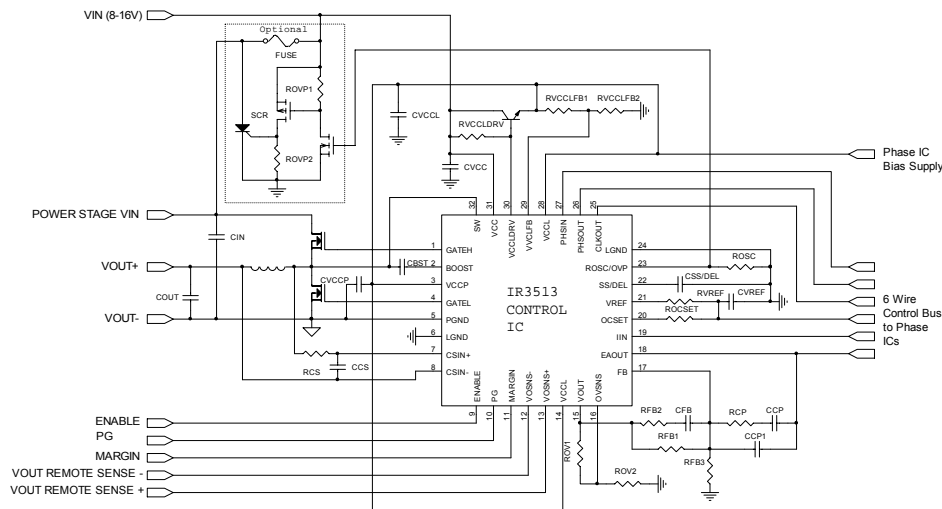 VIN (8-16V)
Optional
FUSE
ROVP1
SCR
ROVP2
CVCCL
RVCCLFB1
RVCCLFB2
RVCCLDRV
CVCC
Phase IC
Bias Supply
32
31
30
29
28
27
26
25
SW
VCC
VCCLDRV
VVCLFB
VCCL
PHSIN
PHSOUT
CLKOUT
POWER STAGE VIN
CIN
VOUT+
COUT
VOUT-
CVCCP
CBST
RCS
CCS
1
2
3
4
5
6
7
8
GATEH
BOOST
VCCP
GATEL
PGND
LGND
CSIN+
CSIN-
IR3513
CONTROL
IC
LGND
ROSC/OVP
SS/DEL
VREF
OCSET
IIN
EAOUT
FB
24
23
22
21
20
19
18
17
ROSC
CSS/DEL
RVREF
CVREF
ROCSET
6 Wire
Control Bus
to Phase
ICs
ENABLE
PG
MARGIN
VOSNS-
VOSNS+
VCCL
VOUT
OVSNS
9
10
11
12
13
14
15
16
RFB2
CFB
RCP
CCP
RFB1
CCP1
ROV1
ROV2
RFB3
ENABLE
PG
MARGIN
VOUT REMOTE SENSE -
VOUT REMOTE SENSE +